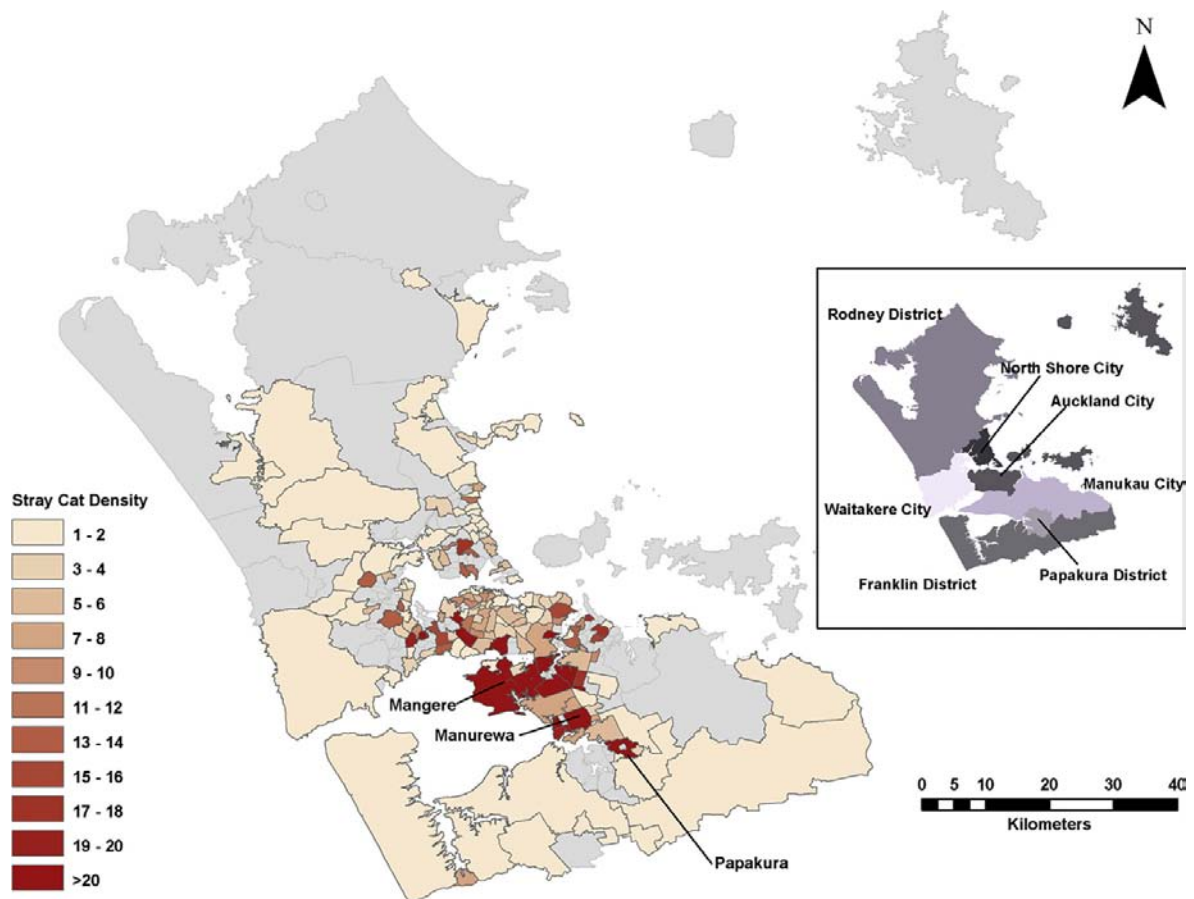 N
Rodney District
North Shore City
Auckland City
Manukau City
Waitakere City
Papakura District
Franklin District
Stray Cat Density
1 - 2
3 - 4
5 - 6
7 - 8
9 - 10
11 - 12
13 - 14
15 - 16
17 - 18
19 - 20
>20
Mangere
Manurewa
Papakura
0 5 10 20 30 40
Kilometers